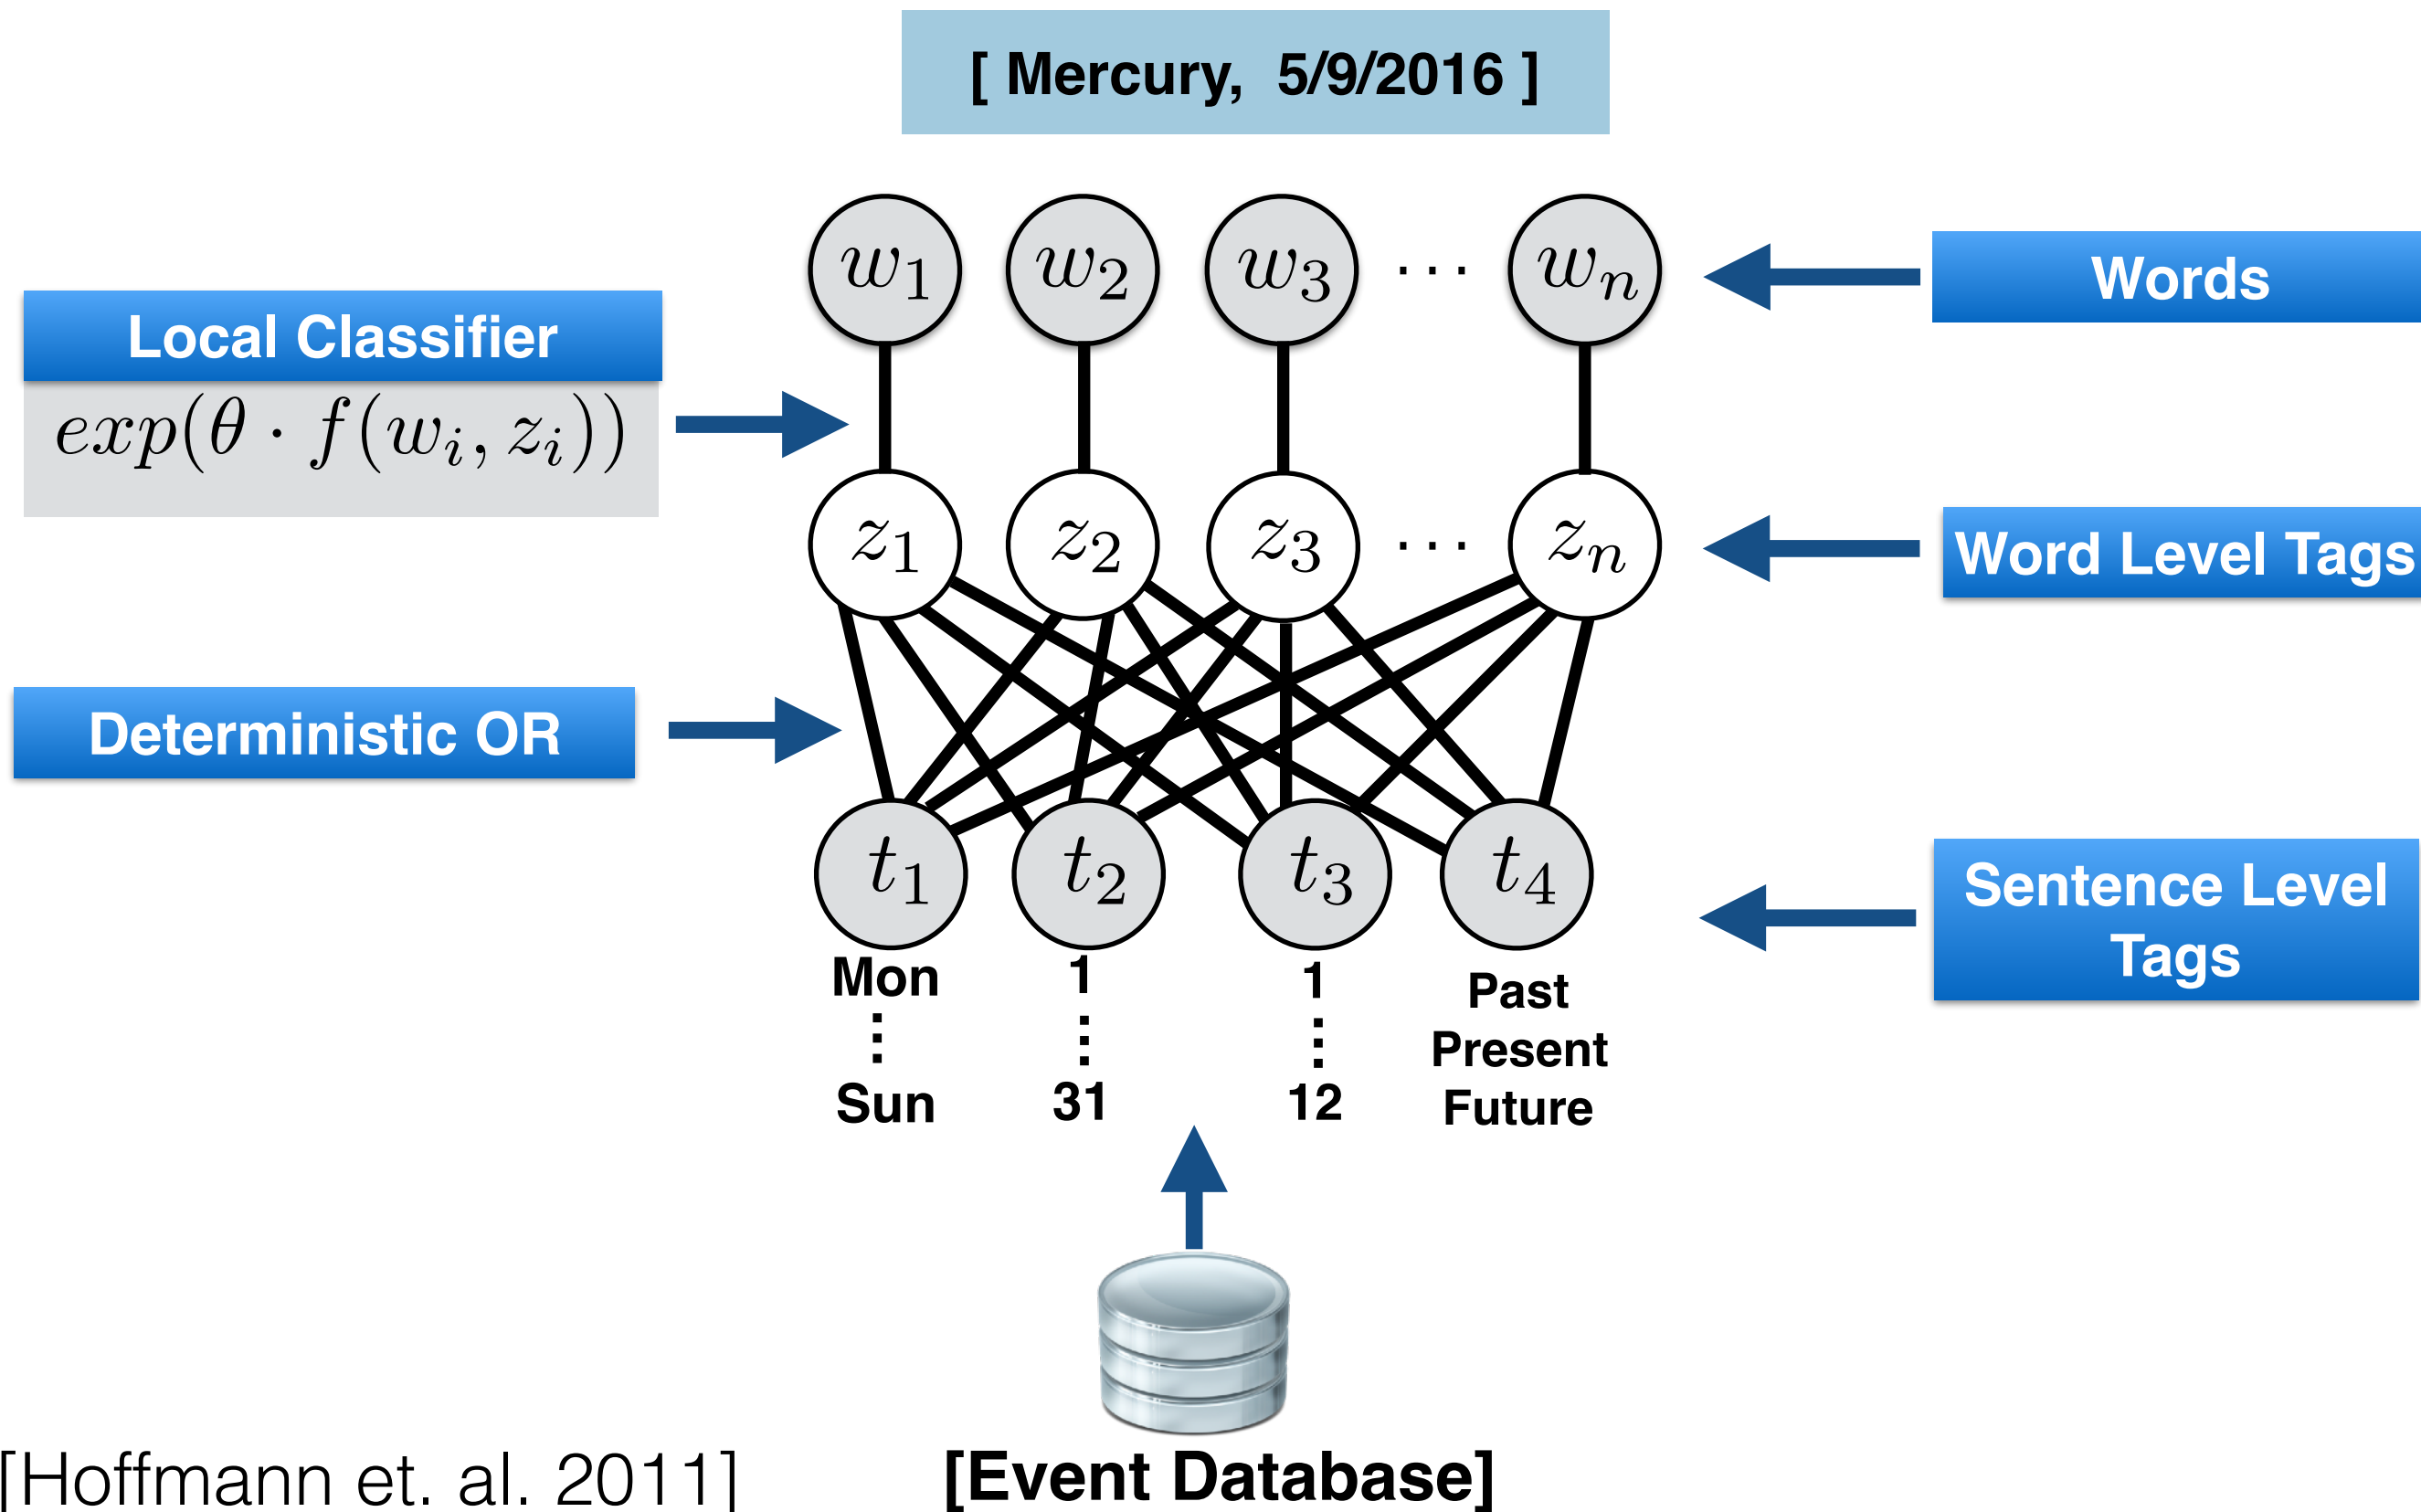 [ Mercury, 5/9/2016 ]
w₁ w₂ w₃ ··· wₙ
Words
Local Classifier
exp(θ · f(wᵢ, zᵢ))
z₁ z₂ z₃ ··· zₙ
Word Level Tags
Deterministic OR
t₁ t₂ t₃ t₄
Sentence Level
Tags
Mon 1 1 Past
⋮ ⋮ ⋮ Present
Sun 31 12 Future
[Hoffmann et. al. 2011]
[Event Database]